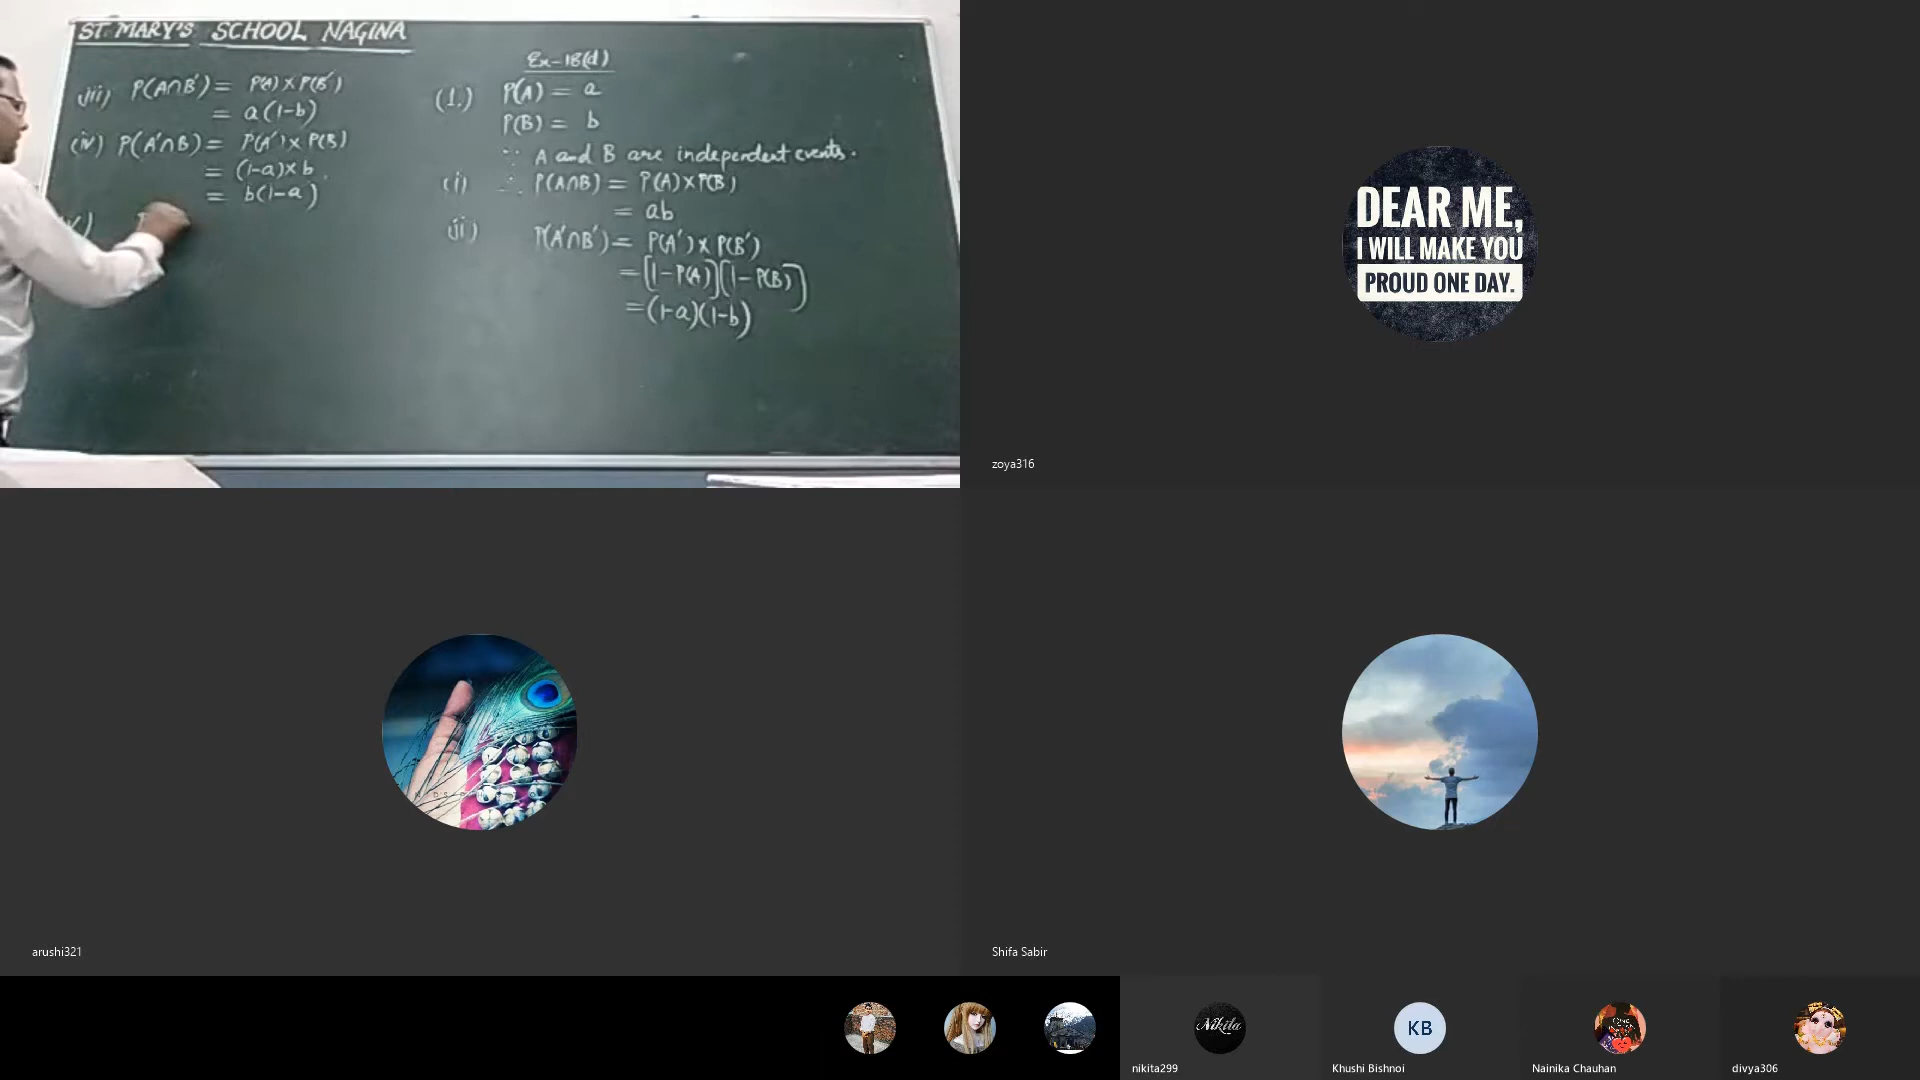 ST. MARY'S SCHOOL NAGINA
iii) P(A∩B') = P(A) × P(B')
= a(1-b)
(iv) P(A'∩B) = P(A') × P(B)
= (1-a)×b.
= b(1-a)
Ex-18(d)
(1.) P(A) = a
P(B) = b
∵ A and B are independent events.
(i) ∴ P(A∩B) = P(A)×P(B)
= ab
ii) P(A'∩B') = P(A') × P(B')
= [1-P(A)][1-P(B)]
= (1-a)(1-b)
DEAR ME,
I WILL MAKE YOU
PROUD ONE DAY.
zoya316
arushi321
Shifa Sabir
Nikita
nikita299
KB
Khushi Bishnoi
Nainika Chauhan
divya306